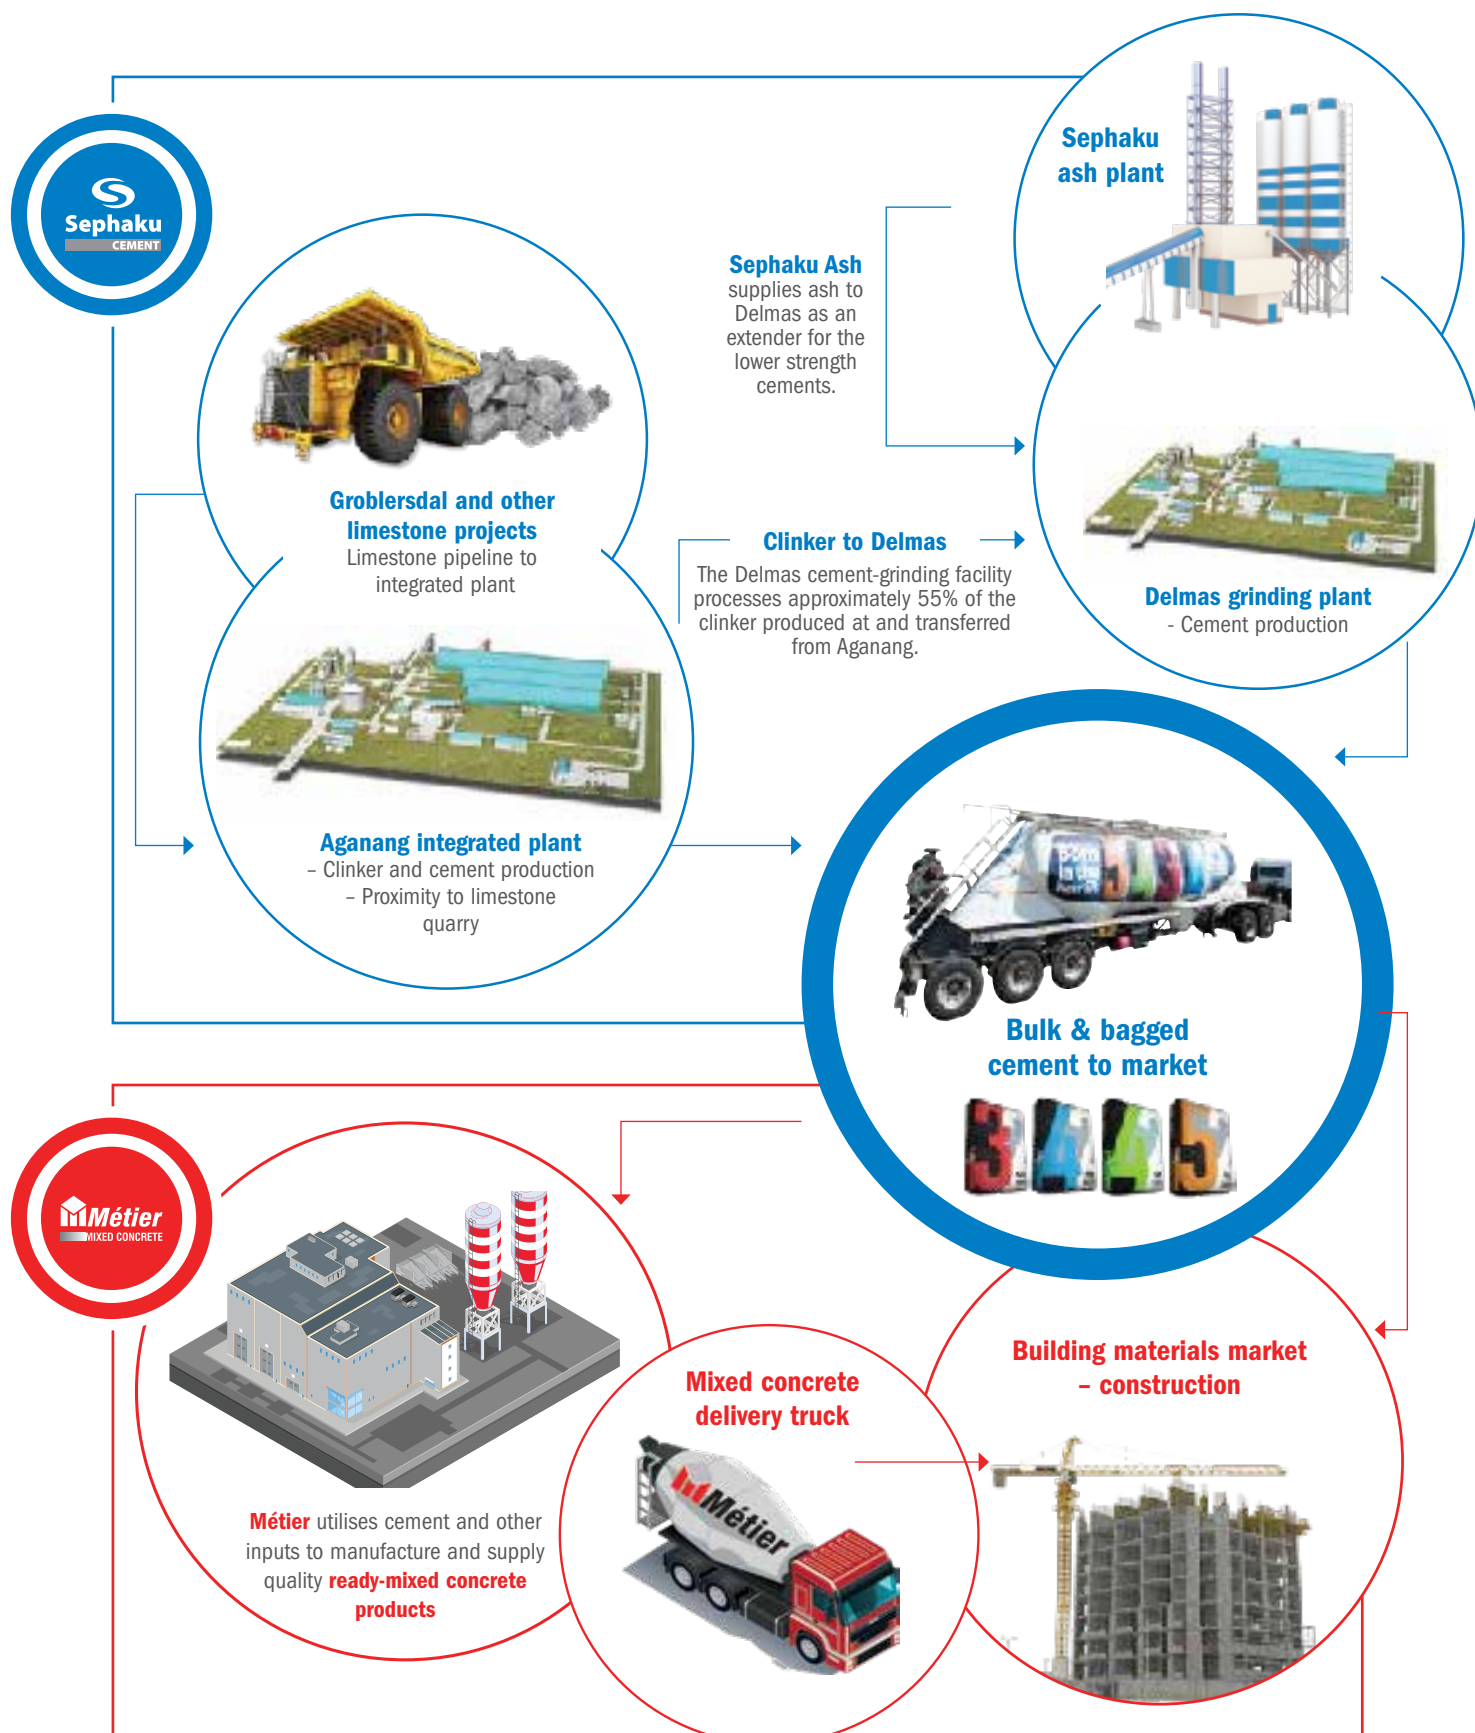 Sephaku
ash plant
Sephaku
CEMENT
Sephaku Ash
supplies ash to
Delmas as an
extender for the
lower strength
cements.
Groblersdal and other
limestone projects
Limestone pipeline to
integrated plant
Clinker to Delmas
The Delmas cement-grinding facility
processes approximately 55% of the
clinker produced at and transferred
from Aganang.
Delmas grinding plant
- Cement production
Aganang integrated plant
– Clinker and cement production
– Proximity to limestone
quarry
Bulk & bagged
cement to market
3 4 4 5
Métier
MIXED CONCRETE
Building materials market
– construction
Mixed concrete
delivery truck
Métier
Métier utilises cement and other
inputs to manufacture and supply
quality ready-mixed concrete
products